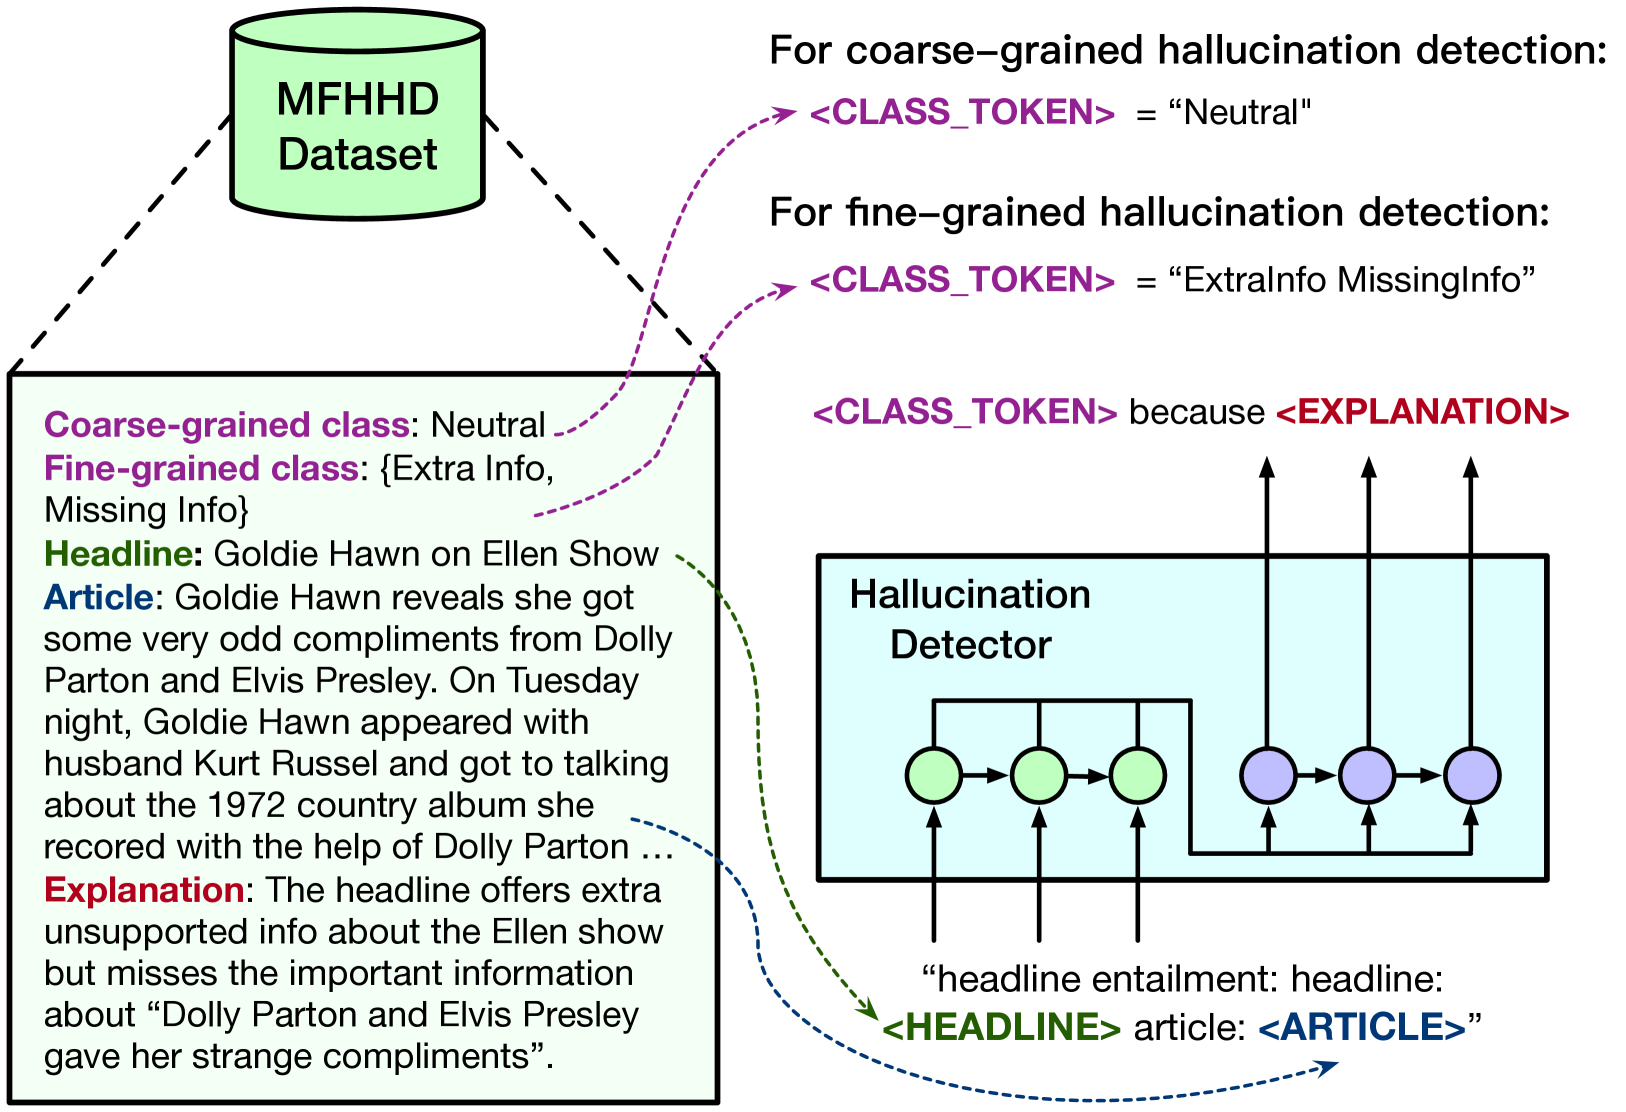 MFHHD
Dataset
Coarse-grained class: Neutral
Fine-grained class: {Extra Info,
Missing Info}
Headline: Goldie Hawn on Ellen Show
Article: Goldie Hawn reveals she got
some very odd compliments from Dolly
Parton and Elvis Presley. On Tuesday
night, Goldie Hawn appeared with
husband Kurt Russel and got to talking
about the 1972 country album she
recored with the help of Dolly Parton ...
Explanation: The headline offers extra
unsupported info about the Ellen show
but misses the important information
about “Dolly Parton and Elvis Presley
gave her strange compliments”.
For coarse–grained hallucination detection:
<CLASS_TOKEN> = “Neutral"
For fine–grained hallucination detection:
<CLASS_TOKEN> = “ExtraInfo MissingInfo”
<CLASS_TOKEN> because <EXPLANATION>
Hallucination
Detector
“headline entailment: headline:
<HEADLINE> article: <ARTICLE>”